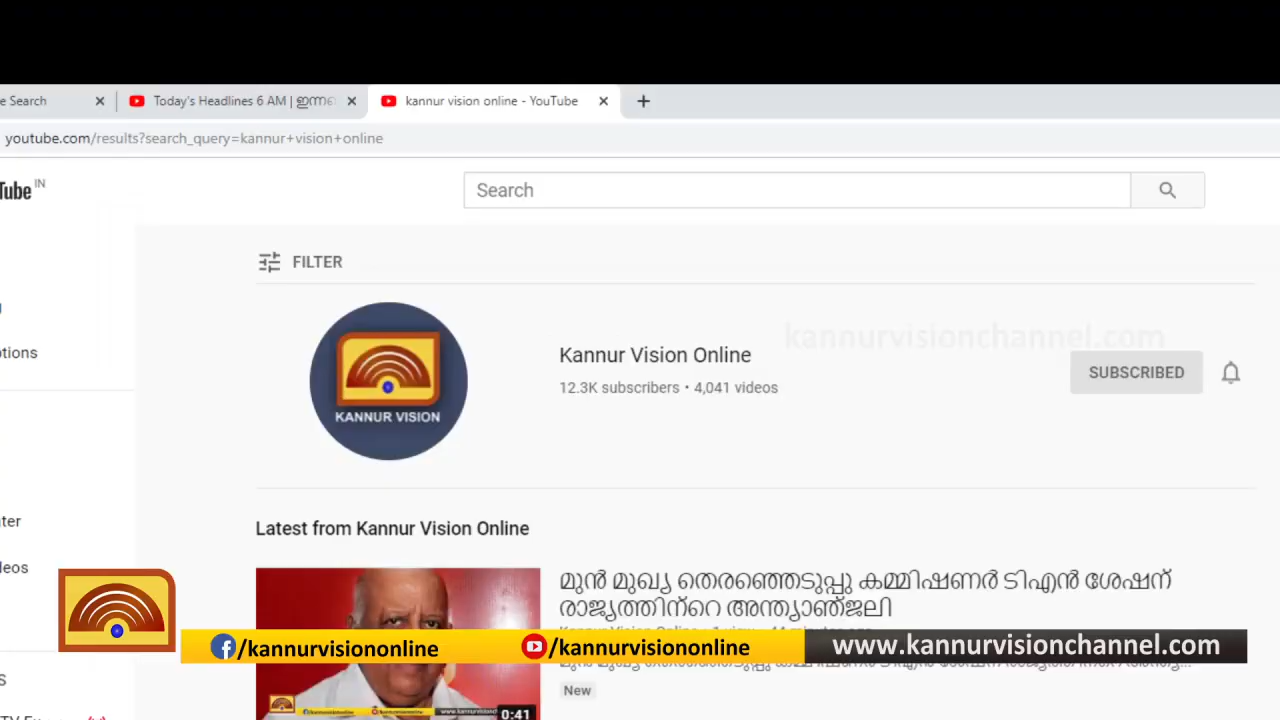 e Search
Today's Headlines 6 AM | ഇന്നരെ
kannur vision online - YouTube
youtube.com/results?search_query=kannur+vision+online
Tube IN
Search
FILTER
ptions
kannurvisionchannel.com
Kannur Vision Online
12.3K subscribers • 4,041 videos
SUBSCRIBED
KANNUR VISION
Latest from Kannur Vision Online
മുൻ മുഖ്യ തെരഞ്ഞെടുപ്പു കമ്മിഷണർ ടിഎൻ ശേഷന്
രാജ്യത്തിൻ്റെ അന്ത്യാഞ്ജലി
/kannurvisiononline
/kannurvisiononline
www.kannurvisionchannel.com
New
0:41